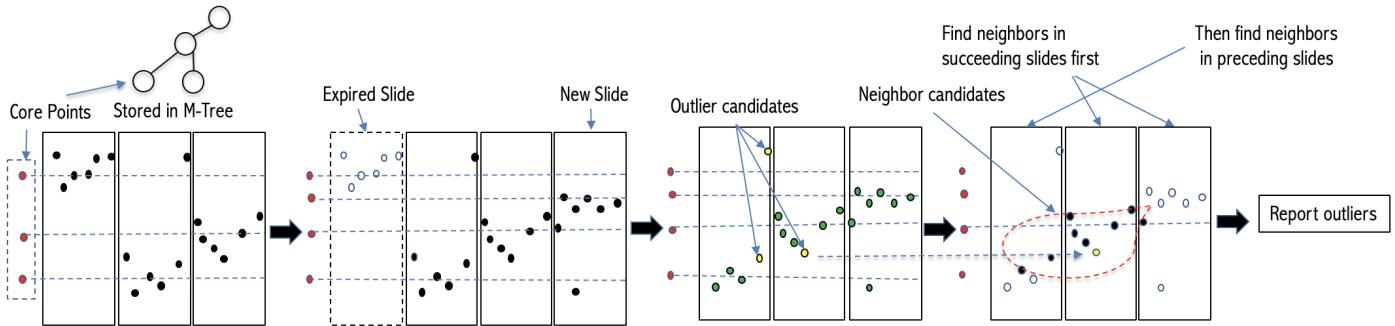 Core Points
Stored in M-Tree
Expired Slide
New Slide
Outlier candidates
Neighbor candidates
Find neighbors in
succeeding slides first
Then find neighbors
in preceding slides
Report outliers